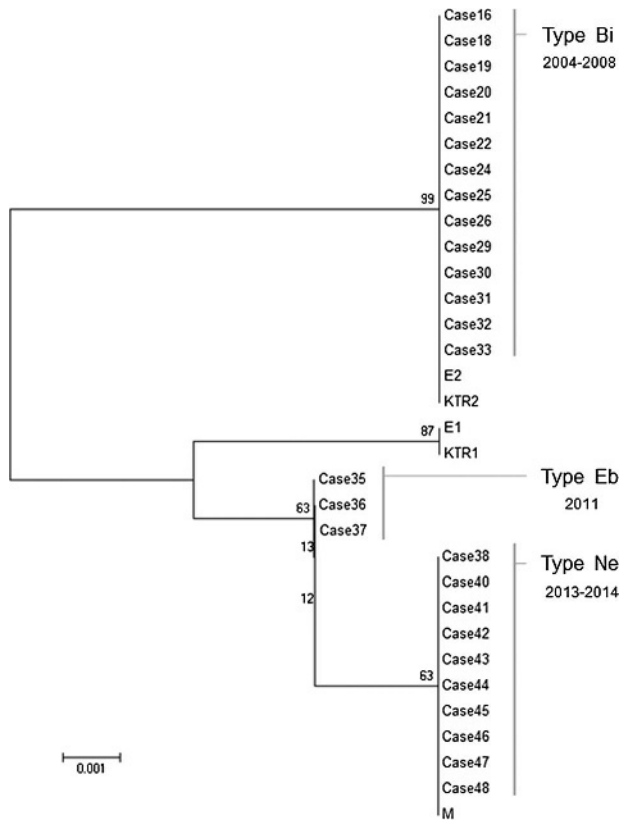 Case16
Type Bi
Case18
2004-2008
Case19
Case20
Case21
Case22
Case24
99
Case25
Case26
Case29
Case30
Case31
Case32
Case33
E2
KTR2
87
E1
KTR1
Case35
Type Eb
63
Case36
2011
Case37
13
Case38
Type Ne
Case40
2013-2014
12
Case41
Case42
Case43
63
Case44
Case45
Case46
Case47
Case48
M
0.001